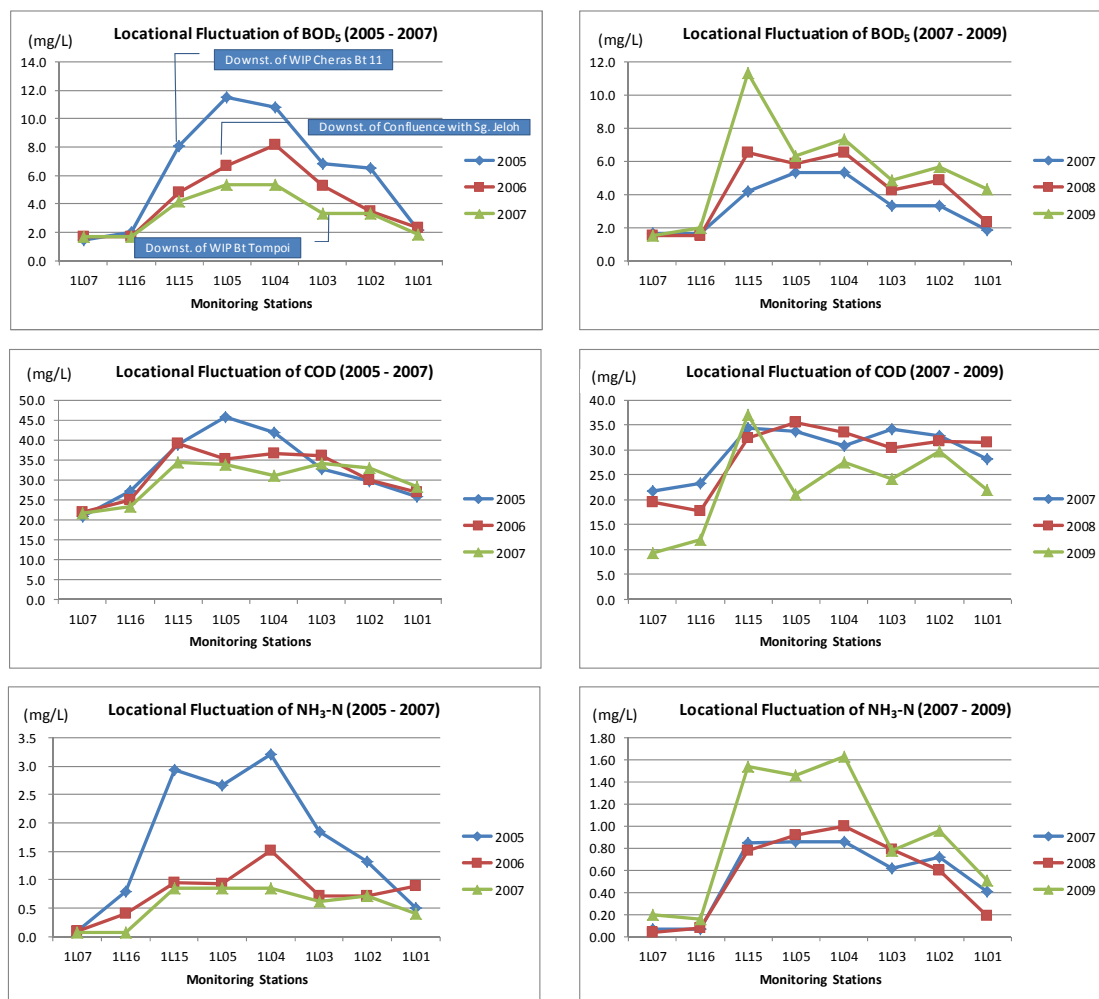 Locational Fluctuation of BOD5 (2005 - 2007)
(mg/L)
14.0
12.0
10.0
8.0
6.0
4.0
2.0
0.0
Downst. of WIP Cheras Bt 11
Downst. of Confluence with Sg. Jeloh
Downst. of WIP Bt Tompoi
2005
2006
2007
1L07 1L16 1L15 1L05 1L04 1L03 1L02 1L01
Monitoring Stations
Locational Fluctuation of BOD5 (2007 - 2009)
(mg/L)
12.0
10.0
8.0
6.0
4.0
2.0
0.0
2007
2008
2009
1L07 1L16 1L15 1L05 1L04 1L03 1L02 1L01
Monitoring Stations
Locational Fluctuation of COD (2005 - 2007)
(mg/L)
50.0
45.0
40.0
35.0
30.0
25.0
20.0
15.0
10.0
5.0
0.0
2005
2006
2007
1L07 1L16 1L15 1L05 1L04 1L03 1L02 1L01
Monitoring Stations
Locational Fluctuation of COD (2007 - 2009)
(mg/L)
40.0
35.0
30.0
25.0
20.0
15.0
10.0
5.0
0.0
2007
2008
2009
1L07 1L16 1L15 1L05 1L04 1L03 1L02 1L01
Monitoring Stations
Locational Fluctuation of NH3-N (2005 - 2007)
(mg/L)
3.5
3.0
2.5
2.0
1.5
1.0
0.5
0.0
2005
2006
2007
1L07 1L16 1L15 1L05 1L04 1L03 1L02 1L01
Monitoring Stations
Locational Fluctuation of NH3-N (2007 - 2009)
(mg/L)
1.80
1.60
1.40
1.20
1.00
0.80
0.60
0.40
0.20
0.00
2007
2008
2009
1L07 1L16 1L15 1L05 1L04 1L03 1L02 1L01
Monitoring Stations